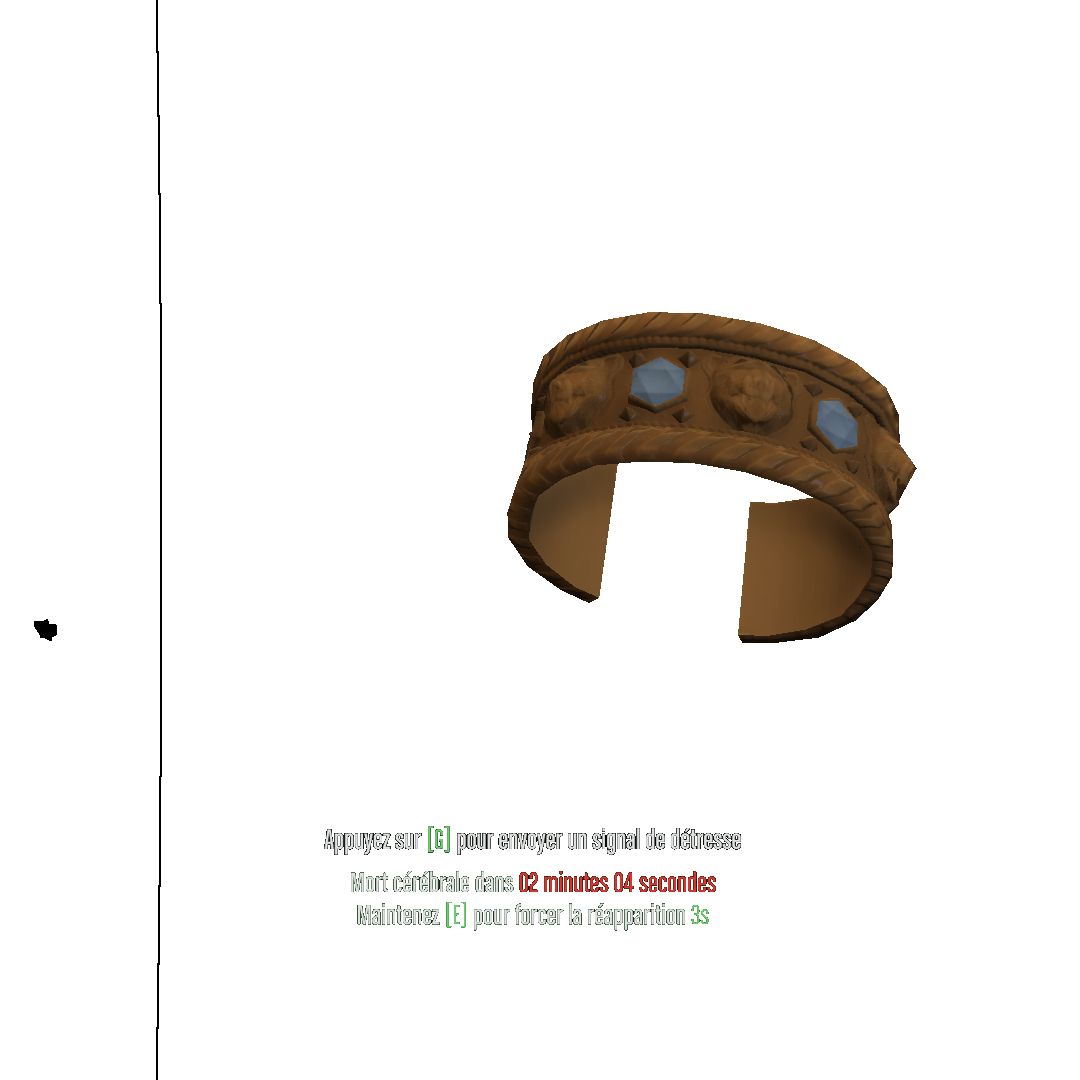 Appuyez sur [G] pour envoyer un signal de détresse
Mort cérébrale dans 02 minutes 04 secondes
Maintenez [E] pour forcer la réapparition 3s